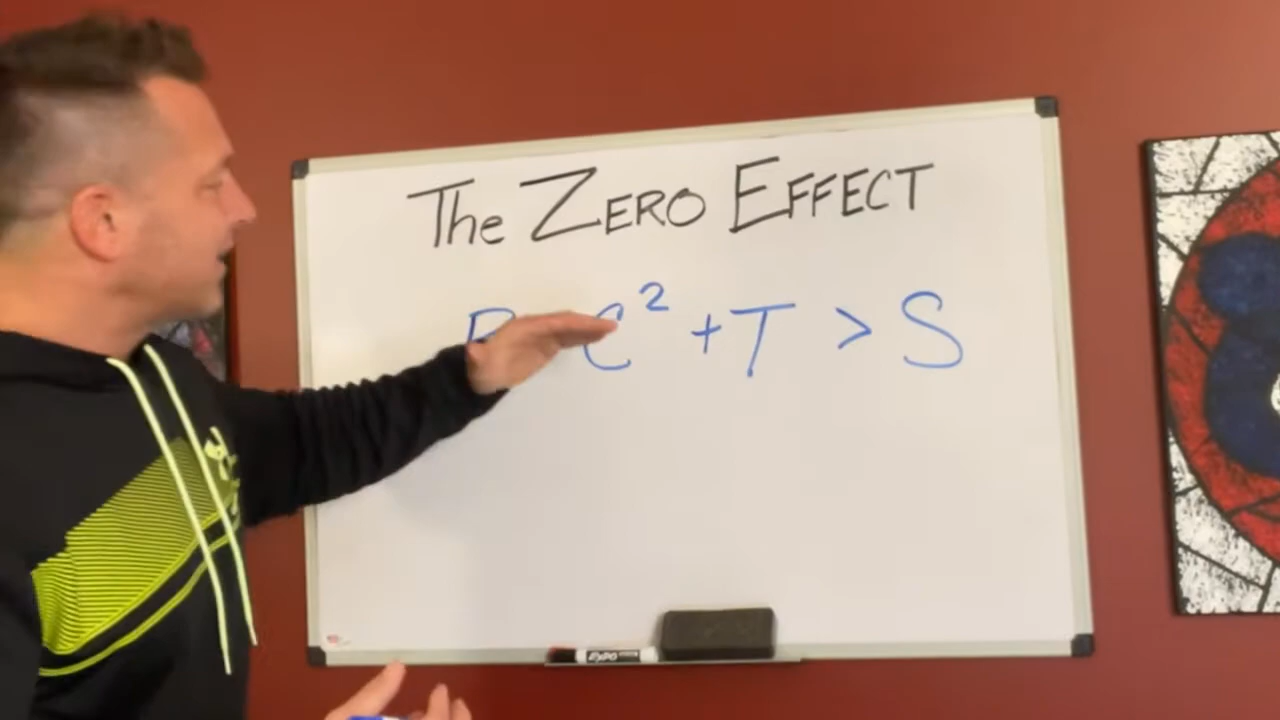 The ZERO EFFECT
C² + T > S
EXPO